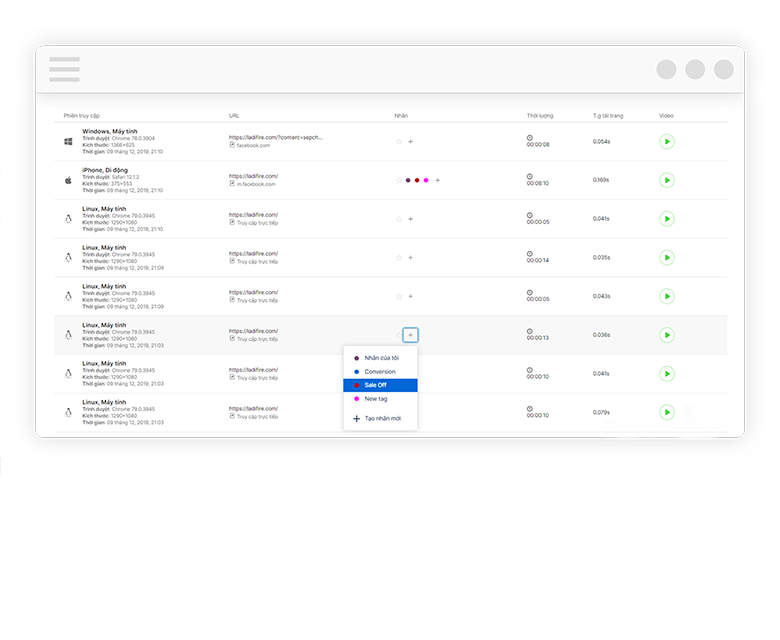 Phiên truy cập URL Nhãn Thời lượng T.g tải trang Video
Windows, Máy tính
Trình duyệt: Chrome 78.0.3904
Kích thước: 1366×625
Thời gian: 09 tháng 12, 2019, 21:10
https://ladifire.com/?content=sepch...
facebook.com
00:00:08
0.054s
iPhone, Di động
Trình duyệt: Safari 12.1.2
Kích thước: 375×553
Thời gian: 09 tháng 12, 2019, 21:10
https://ladifire.com/
m.facebook.com
00:08:10
0.169s
Linux, Máy tính
Trình duyệt: Chrome 79.0.3945
Kích thước: 1290×1080
Thời gian: 09 tháng 12, 2019, 21:10
https://ladifire.com/
Truy cập trực tiếp
00:00:05
0.041s
Linux, Máy tính
Trình duyệt: Chrome 79.0.3945
Kích thước: 1290×1080
Thời gian: 09 tháng 12, 2019, 21:09
https://ladifire.com/
Truy cập trực tiếp
00:00:14
0.035s
Linux, Máy tính
Trình duyệt: Chrome 79.0.3945
Kích thước: 1290×1080
Thời gian: 09 tháng 12, 2019, 21:09
https://ladifire.com/
Truy cập trực tiếp
00:00:05
0.043s
Linux, Máy tính
Trình duyệt: Chrome 79.0.3945
Kích thước: 1290×1080
Thời gian: 09 tháng 12, 2019, 21:03
https://ladifire.com/
Truy cập trực tiếp
00:00:13
0.036s
Nhãn của tôi
Conversion
Sale Off
New tag
Tạo nhãn mới
Linux, Máy tính
Trình duyệt: Chrome 79.0.3945
Kích thước: 1290×1080
Thời gian: 09 tháng 12, 2019, 21:03
https://ladifire.com/
Truy cập trực tiếp
00:00:10
0.041s
Linux, Máy tính
Trình duyệt: Chrome 79.0.3945
Kích thước: 1290×1080
Thời gian: 09 tháng 12, 2019, 21:03
https://ladifire.com/
Truy cập trực tiếp
00:00:10
0.079s